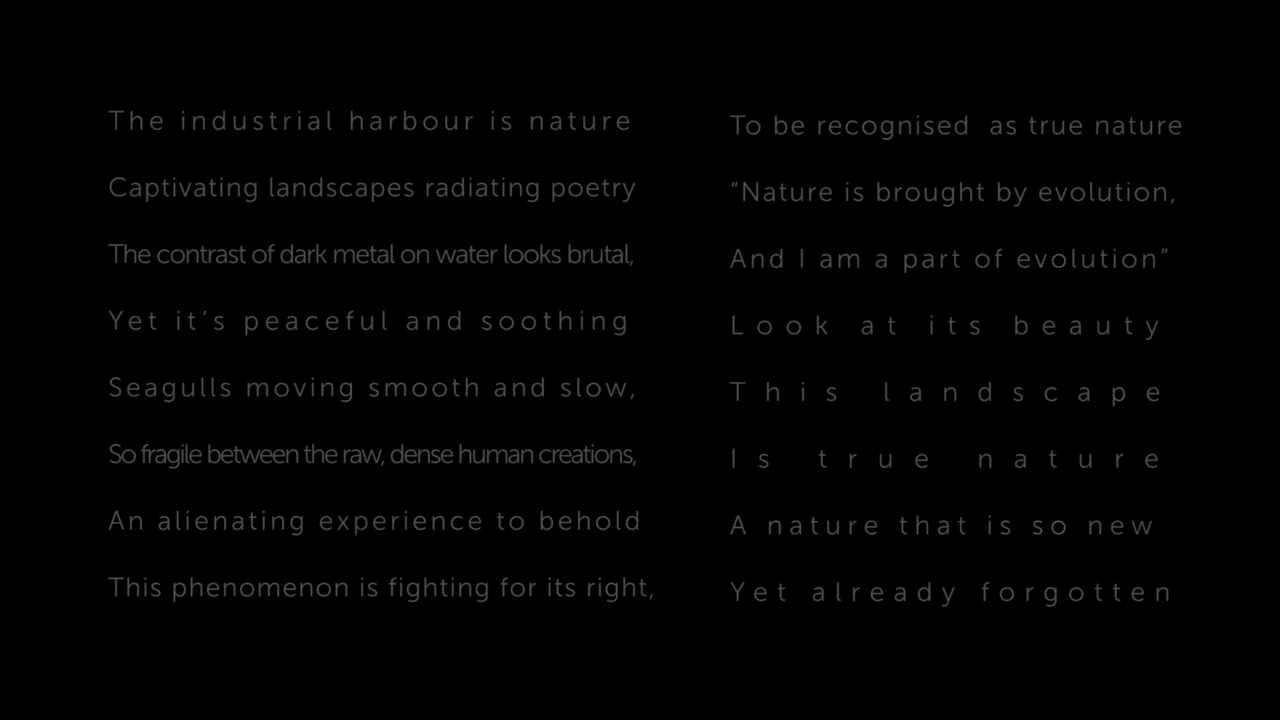 The industrial harbour is nature
Captivating landscapes radiating poetry
The contrast of dark metal on water looks brutal,
Yet it’s peaceful and soothing
Seagulls moving smooth and slow,
So fragile between the raw, dense human creations,
An alienating experience to behold
This phenomenon is fighting for its right,
To be recognised as true nature
“Nature is brought by evolution,
And I am a part of evolution”
Look at its beauty
This landscape
Is true nature
A nature that is so new
Yet already forgotten